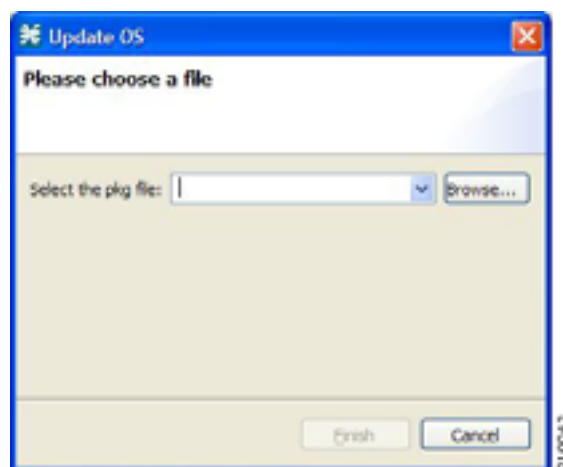 Update OS
Please choose a file
Select the pkg file:
Browse...
Finish
Cancel